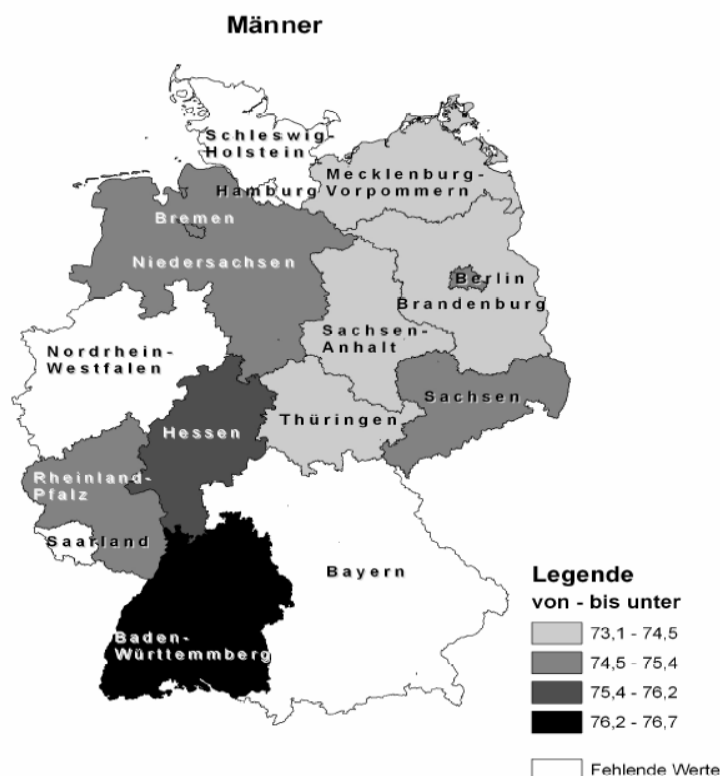 Männer
Schleswig-
Holstein
Mecklenburg-
Vorpommern
Hamburg
Bremen
Niedersachsen
Berlin
Brandenburg
Sachsen-
Anhalt
Nordrhein-
Westfalen
Sachsen
Thüringen
Hessen
Rheinland-
Pfalz
Saarland
Bayern
Baden-
Württemmberg
Legende
von - bis unter
73,1 - 74,5
74,5 - 75,4
75,4 - 76,2
76,2 - 76,7
Fehlende Werte